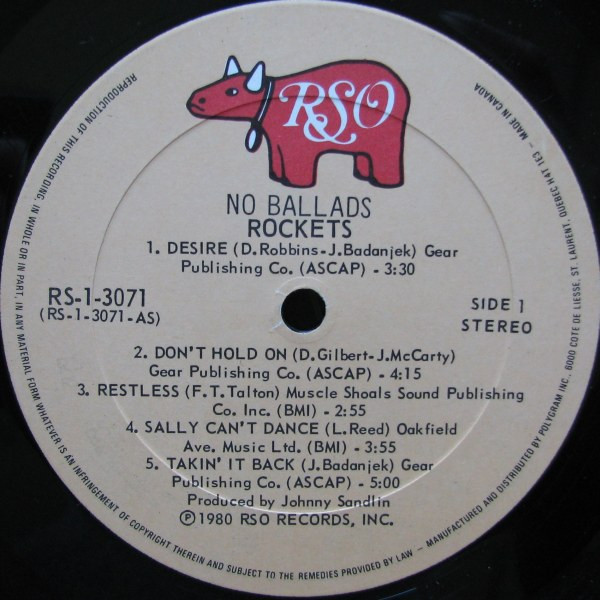 RSO
NO BALLADS
ROCKETS
1. DESIRE (D.Robbins-J.Badanjek) Gear
Publishing Co. (ASCAP) - 3:30
RS-1-3071
(RS-1-3071-AS)
SIDE 1
STEREO
2. DON'T HOLD ON (D.Gilbert-J.McCarty)
Gear Publishing Co. (ASCAP) - 4:15
3. RESTLESS (F.T.Talton) Muscle Shoals Sound Publishing
Co. Inc. (BMI) - 2:55
4. SALLY CAN'T DANCE (L.Reed) Oakfield
Ave. Music Ltd. (BMI) - 3:55
5. TAKIN' IT BACK (J.Badanjek) Gear
Publishing Co. (ASCAP) - 5:00
Produced by Johnny Sandlin
℗ 1980 RSO RECORDS, INC.
REPRODUCTION OF THIS RECORDING, IN WHOLE OR IN PART, IN ANY MATERIAL FORM WHATEVER IS AN INFRINGEMENT OF COPYRIGHT THEREIN AND SUBJECT TO THE REMEDIES PROVIDED BY LAW — MANUFACTURED AND DISTRIBUTED BY POLYGRAM INC., 6000 COTE DE LIESSE, ST. LAURENT, QUEBEC H4T 1E3 — MADE IN CANADA